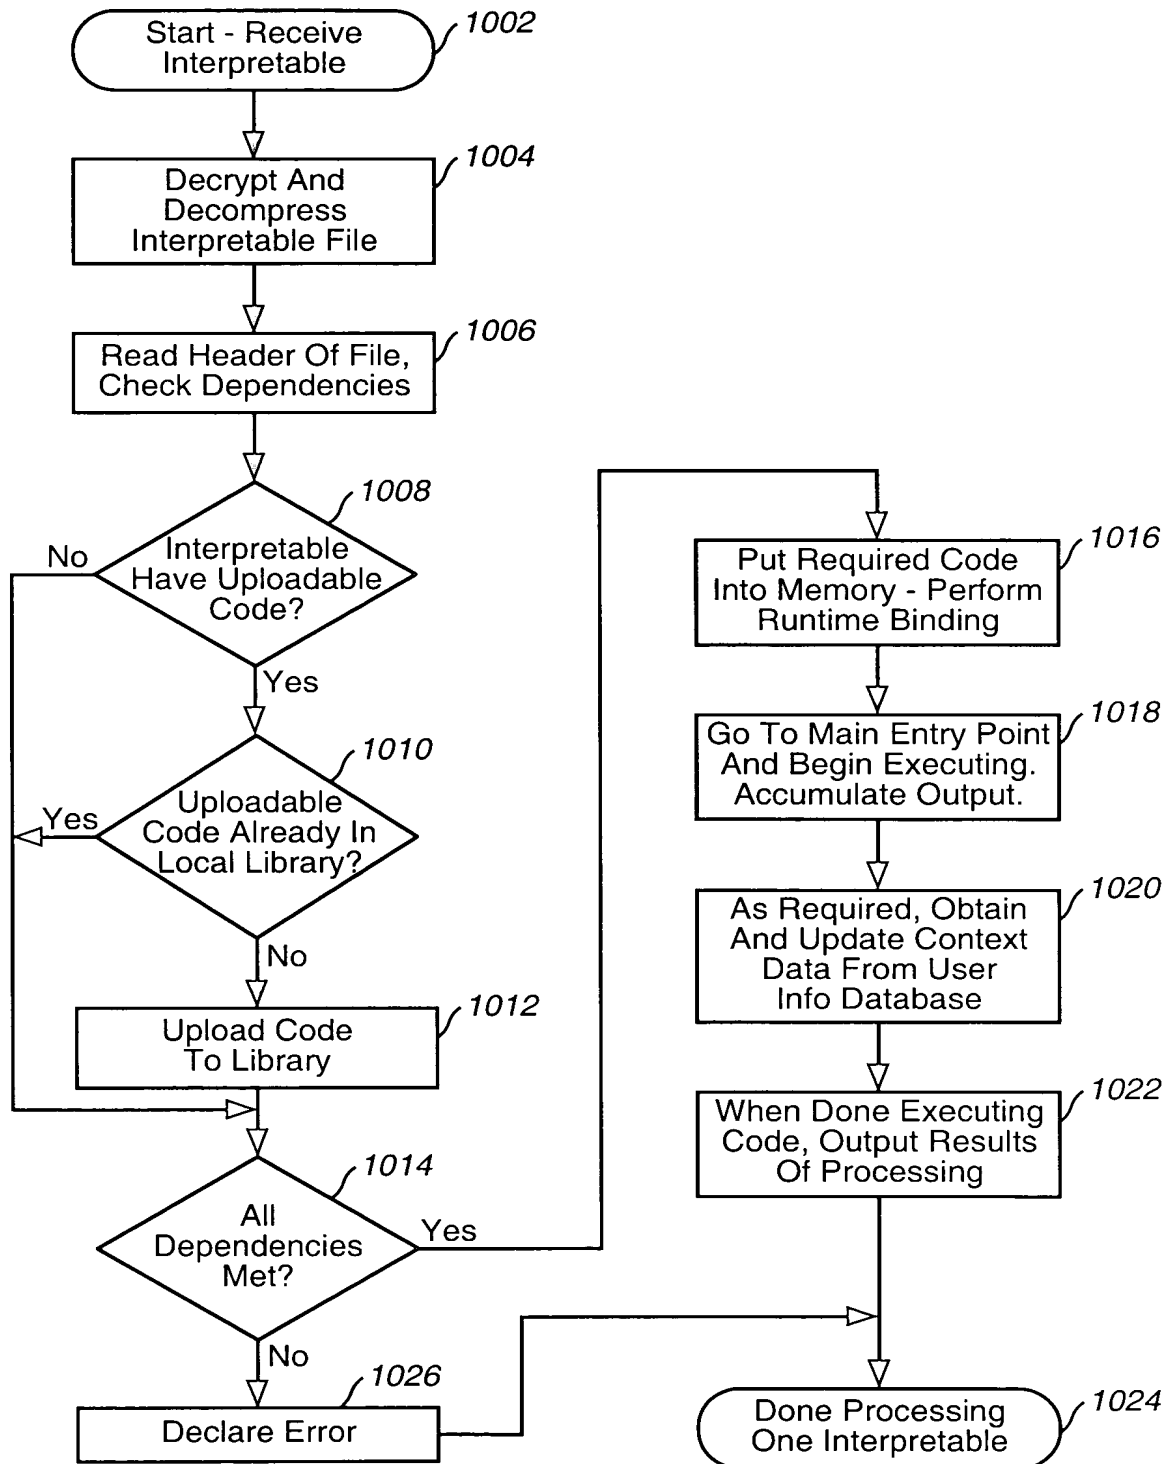 Start - Receive
Interpretable
1002
Decrypt And
Decompress
Interpretable File
1004
Read Header Of File,
Check Dependencies
1006
Interpretable
Have Uploadable
Code?
1008
No
Yes
Uploadable
Code Already In
Local Library?
1010
Yes
No
Upload Code
To Library
1012
All
Dependencies
Met?
1014
Yes
No
Declare Error
1026
Put Required Code
Into Memory - Perform
Runtime Binding
1016
Go To Main Entry Point
And Begin Executing.
Accumulate Output.
1018
As Required, Obtain
And Update Context
Data From User
Info Database
1020
When Done Executing
Code, Output Results
Of Processing
1022
Done Processing
One Interpretable
1024